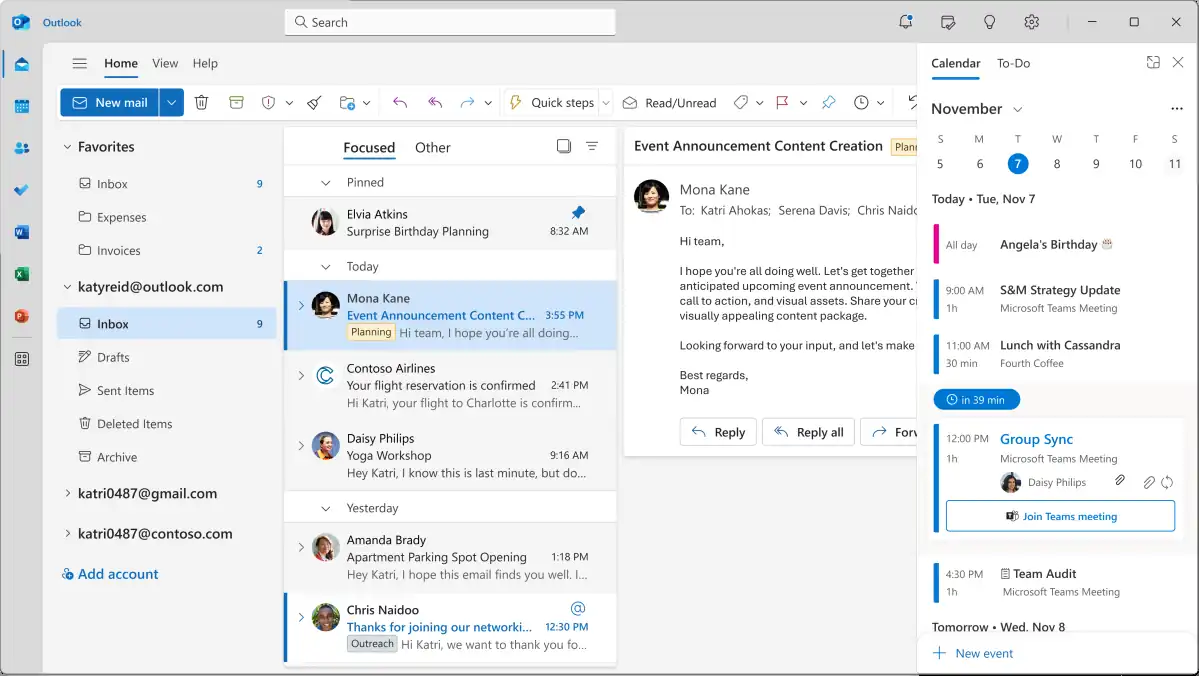 Outlook
Search
Home View Help
New mail
Quick steps
Read/Unread
Favorites
Inbox 9
Expenses
Invoices 2
katyreid@outlook.com
Inbox 9
Drafts
Sent Items
Deleted Items
Archive
katri0487@gmail.com
katri0487@contoso.com
Add account
Focused Other
Pinned
Elvia Atkins
Surprise Birthday Planning 8:32 AM
Today
Mona Kane
Event Announcement Content C... 3:55 PM
Planning Hi team, I hope you're all doing...
Contoso Airlines
Your flight reservation is confirmed 2:41 PM
Hi Katri, your flight to Charlotte is confirm...
Daisy Philips
Yoga Workshop 9:16 AM
Hey Katri, I know this is last minute, but do...
Yesterday
Amanda Brady
Apartment Parking Spot Opening 1:18 PM
Hey Katri, I hope this email finds you well. I...
Chris Naidoo
Thanks for joining our networki... 12:30 PM
Outreach Hi Katri, we want to thank you fo...
Event Announcement Content Creation Plann
Mona Kane
To: Katri Ahokas; Serena Davis; Chris Naido
Hi team,
I hope you're all doing well. Let's get together
anticipated upcoming event announcement.
call to action, and visual assets. Share your cr
visually appealing content package.
Looking forward to your input, and let's make
Best regards,
Mona
Reply Reply all Forw
Calendar To-Do
November
S M T W T F S
5 6 7 8 9 10 11
Today • Tue, Nov 7
All day Angela's Birthday
9:00 AM S&M Strategy Update
1h Microsoft Teams Meeting
11:00 AM Lunch with Cassandra
30 min Fourth Coffee
in 39 min
12:00 PM Group Sync
1h Microsoft Teams Meeting
Daisy Philips
Join Teams meeting
4:30 PM Team Audit
1h Microsoft Teams Meeting
Tomorrow • Wed, Nov 8
New event